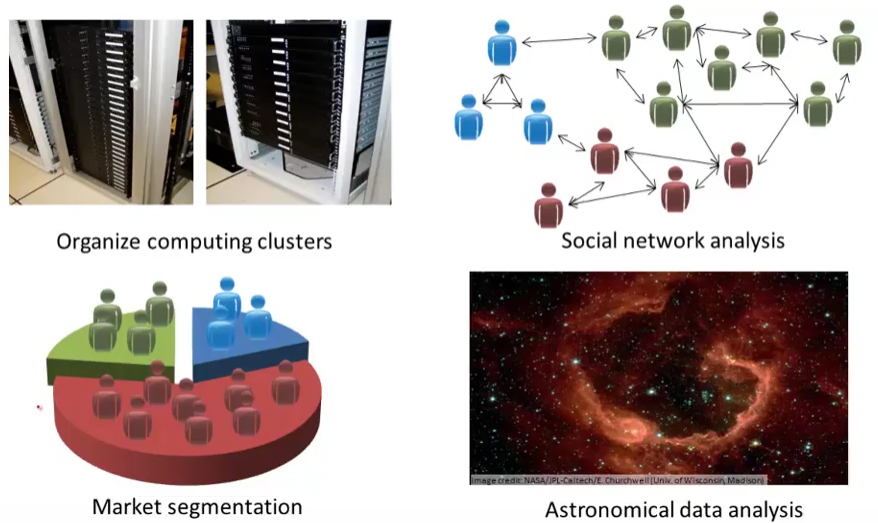 Organize computing clusters
Social network analysis
Market segmentation
Image credit: NASA/JPL-Caltech/E. Churchwell (Univ. of Wisconsin, Madison)
Astronomical data analysis